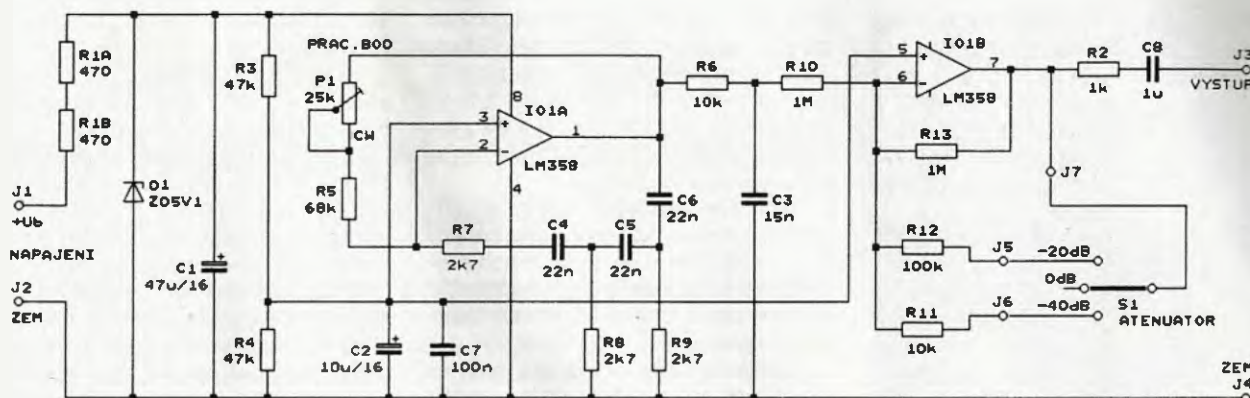 R1A
470
R1B
470
J1
+Ub
NAPAJENI
J2
ZEM
D1
ZD5V1
C1
47u/16
R3
47k
R4
47k
PRAC.BOD
P1
25k
CW
R5
68k
8
IO1A
3
+
2
-
1
LM358
4
R7
2k7
C4
22n
C5
22n
C6
22n
C2
10u/16
C7
100n
R8
2k7
R9
2k7
R6
10k
C3
15n
R10
1M
IO1B
5
+
6
-
7
LM358
R13
1M
R2
1k
C8
1u
J3
VYSTUP
J7
R12
100k
J5
-20dB
0dB
R11
10k
J6
-40dB
S1
ATENUATOR
ZEM
J4